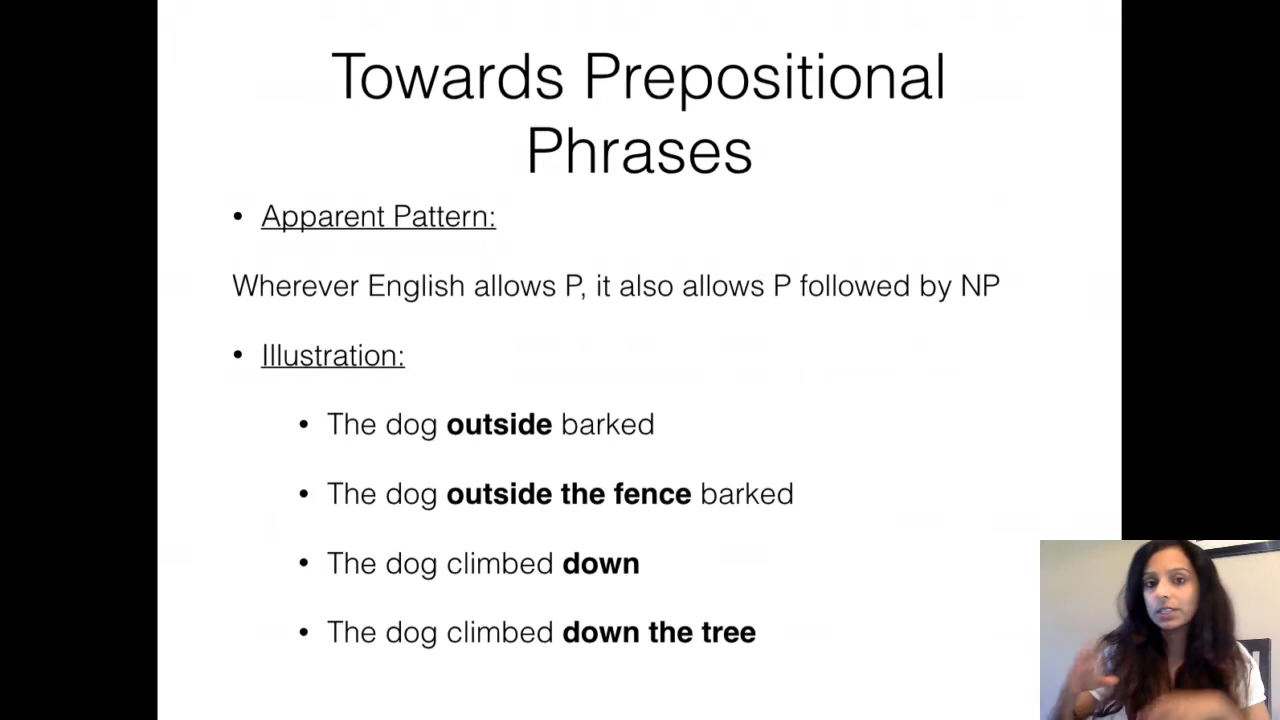 Towards Prepositional
Phrases
• Apparent Pattern:
Wherever English allows P, it also allows P followed by NP
• Illustration:
• The dog outside barked
• The dog outside the fence barked
• The dog climbed down
• The dog climbed down the tree